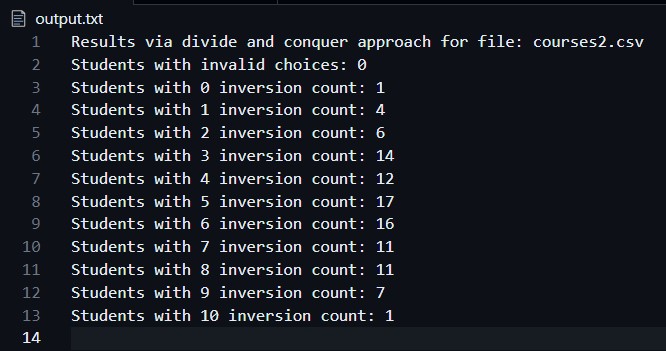 output.txt
1 Results via divide and conquer approach for file: courses2.csv
2 Students with invalid choices: 0
3 Students with 0 inversion count: 1
4 Students with 1 inversion count: 4
5 Students with 2 inversion count: 6
6 Students with 3 inversion count: 14
7 Students with 4 inversion count: 12
8 Students with 5 inversion count: 17
9 Students with 6 inversion count: 16
10 Students with 7 inversion count: 11
11 Students with 8 inversion count: 11
12 Students with 9 inversion count: 7
13 Students with 10 inversion count: 1
14